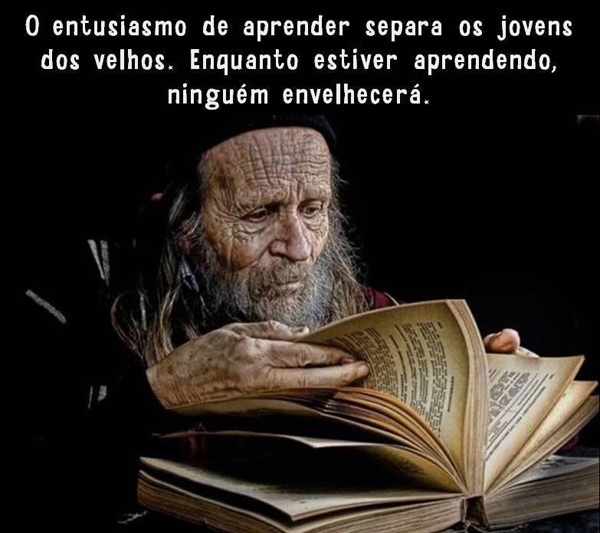 O entusiasmo de aprender separa os jovens
dos velhos. Enquanto estiver aprendendo,
ninguém envelhecerá.